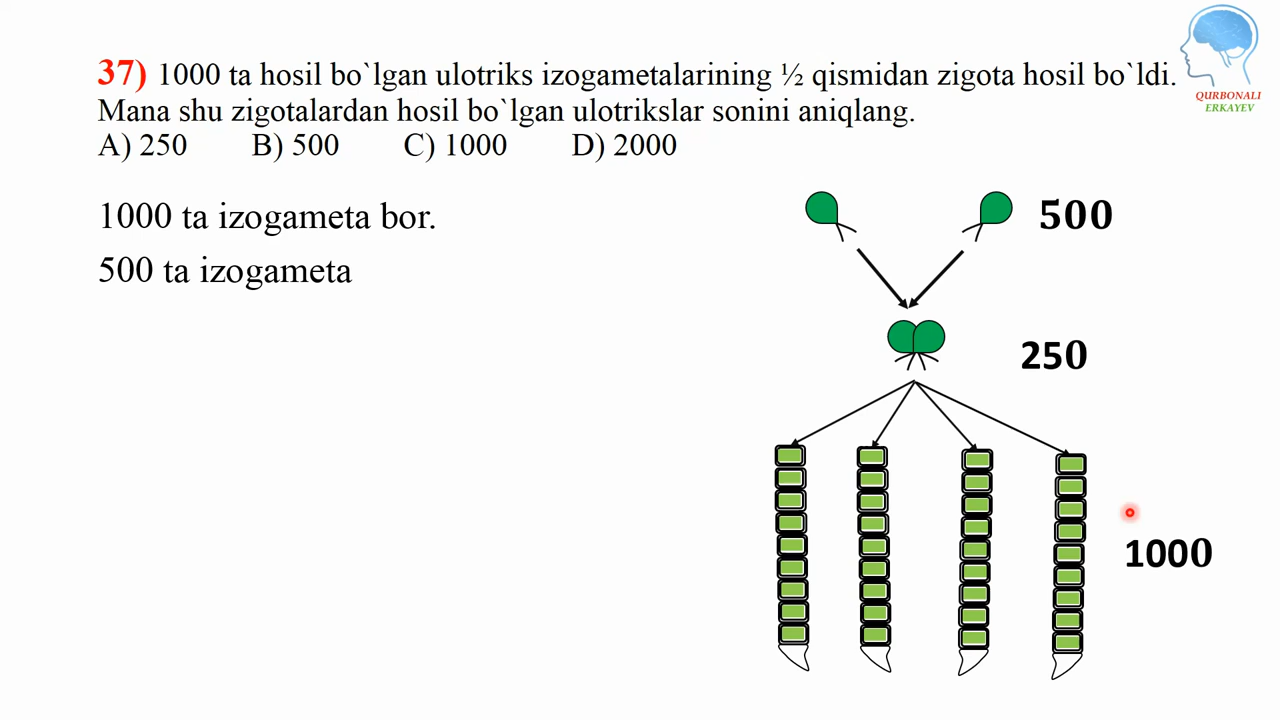 37) 1000 ta hosil bo`lgan ulotriks izogametalarining ½ qismidan zigota hosil bo`ldi.
Mana shu zigotalardan hosil bo`lgan ulotrikslar sonini aniqlang.
A) 250 B) 500 C) 1000 D) 2000
QURBONALI
ERKAYEV
1000 ta izogameta bor.
500 ta izogameta
500
250
1000